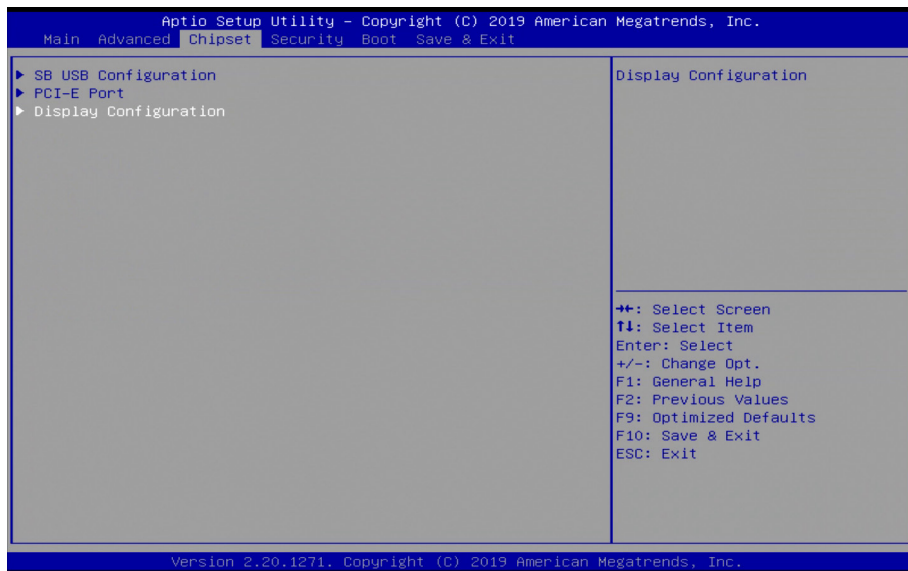 Aptio Setup Utility – Copyright (C) 2019 American Megatrends, Inc.
Main Advanced Chipset Security Boot Save & Exit
▶ SB USB Configuration
▶ PCI-E Port
▶ Display Configuration
Display Configuration
→←: Select Screen
↑↓: Select Item
Enter: Select
+/-: Change Opt.
F1: General Help
F2: Previous Values
F9: Optimized Defaults
F10: Save & Exit
ESC: Exit
Version 2.20.1271. Copyright (C) 2019 American Megatrends, Inc.